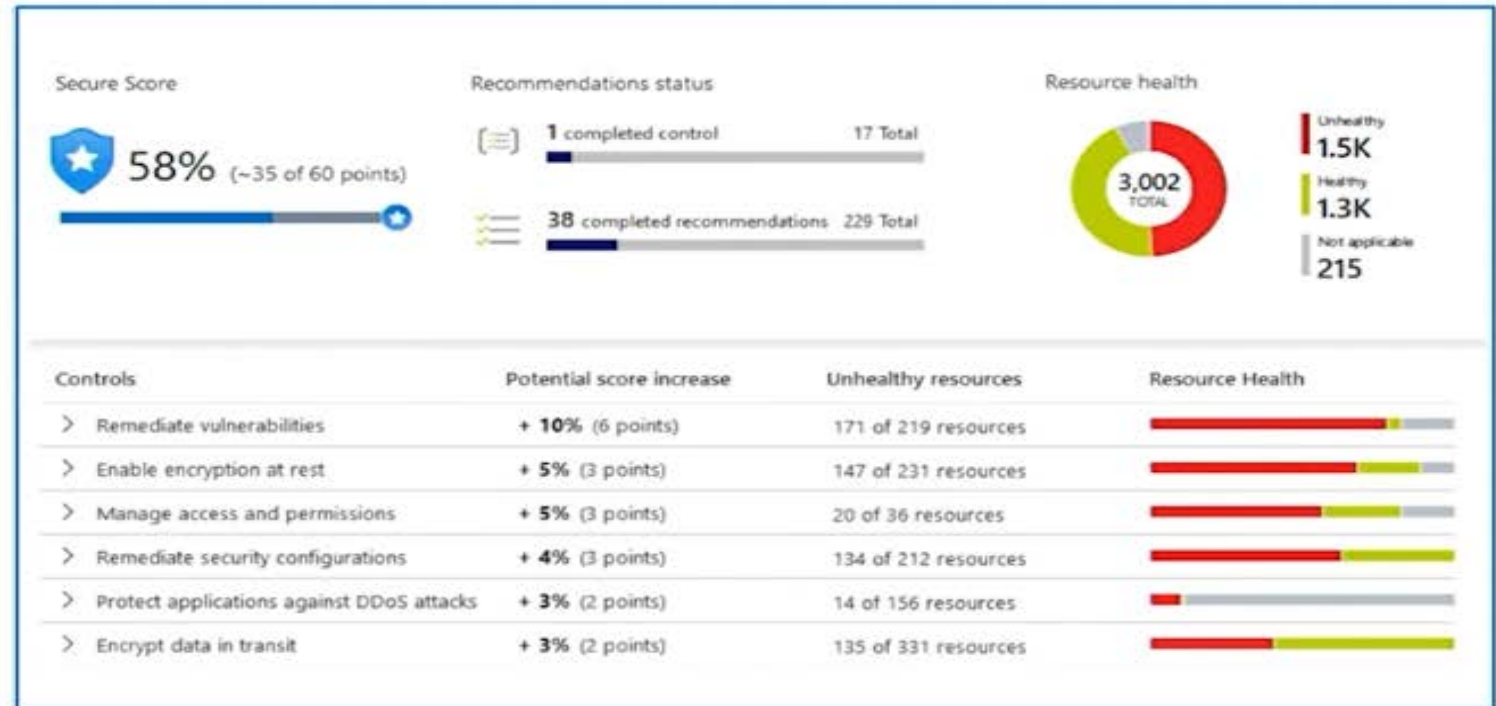 Secure Score
58% (~35 of 60 points)
Recommendations status
1 completed control 17 Total
38 completed recommendations 229 Total
Resource health
3,002
TOTAL
Unhealthy
1.5K
Healthy
1.3K
Not applicable
215
Controls Potential score increase Unhealthy resources Resource Health
> Remediate vulnerabilities + 10% (6 points) 171 of 219 resources
> Enable encryption at rest + 5% (3 points) 147 of 231 resources
> Manage access and permissions + 5% (3 points) 20 of 36 resources
> Remediate security configurations + 4% (3 points) 134 of 212 resources
> Protect applications against DDoS attacks + 3% (2 points) 14 of 156 resources
> Encrypt data in transit + 3% (2 points) 135 of 331 resources